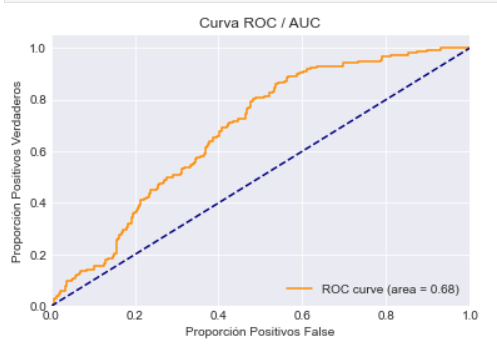 Curva ROC / AUC
Proporción Positivos Verdaderos
1.0
0.8
0.6
0.4
0.2
0.0
ROC curve (area = 0.68)
0.0 0.2 0.4 0.6 0.8 1.0
Proporción Positivos False